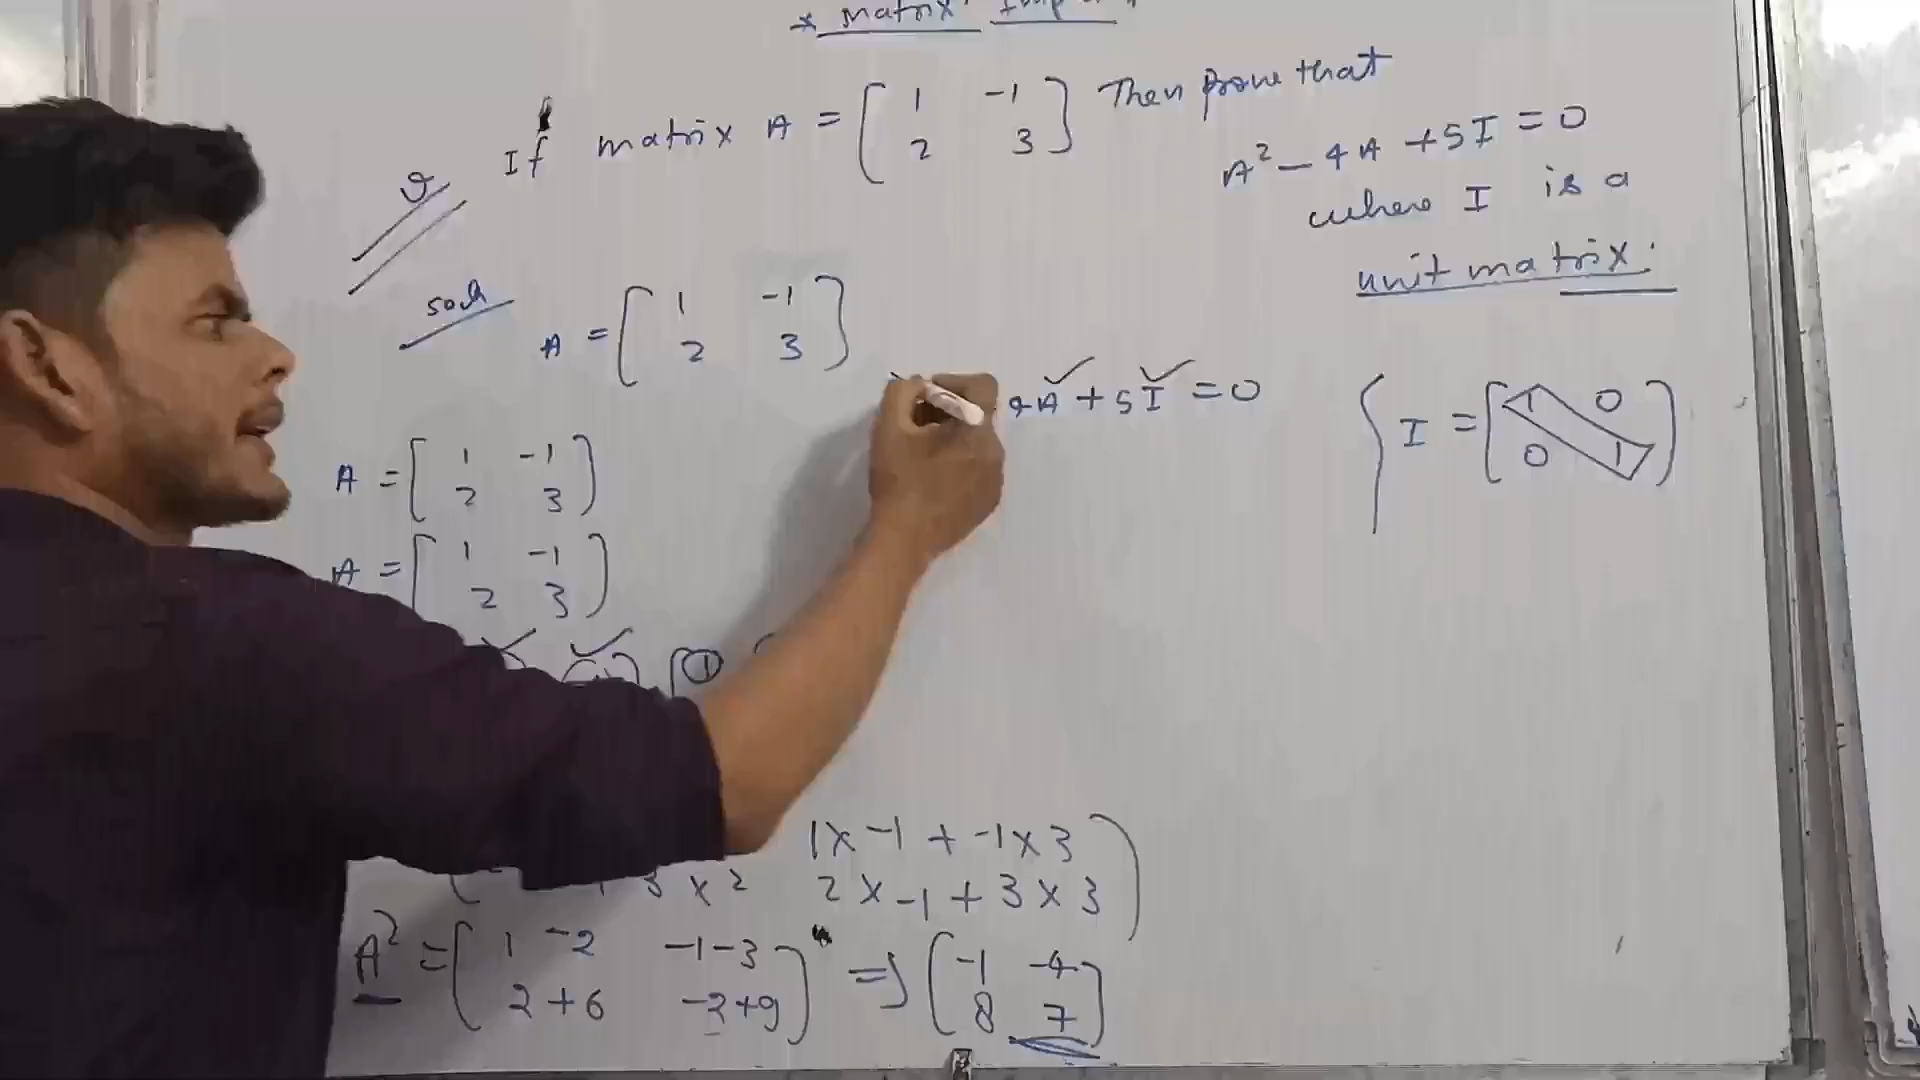 * Matrix
If matrix A = [ 1 -1 ] Then prove that
[ 2 3 ]
A² - 4A + 5I = 0
where I is a
unit matrix.
A = [ 1 -1 ]
[ 2 3 ]
4A + 5I = 0
I = [ 1 0 ]
[ 0 1 ]
A = [ 1 -1 ]
[ 2 3 ]
A = [ 1 -1 ]
[ 2 3 ]
1
1 x -1 + -1 x 3
3 x 2 2 x -1 + 3 x 3
A² = [ 1 -2 -1-3 ] => [ -1 -4 ]
[ 2+6 -2+9 ] [ 8 7 ]